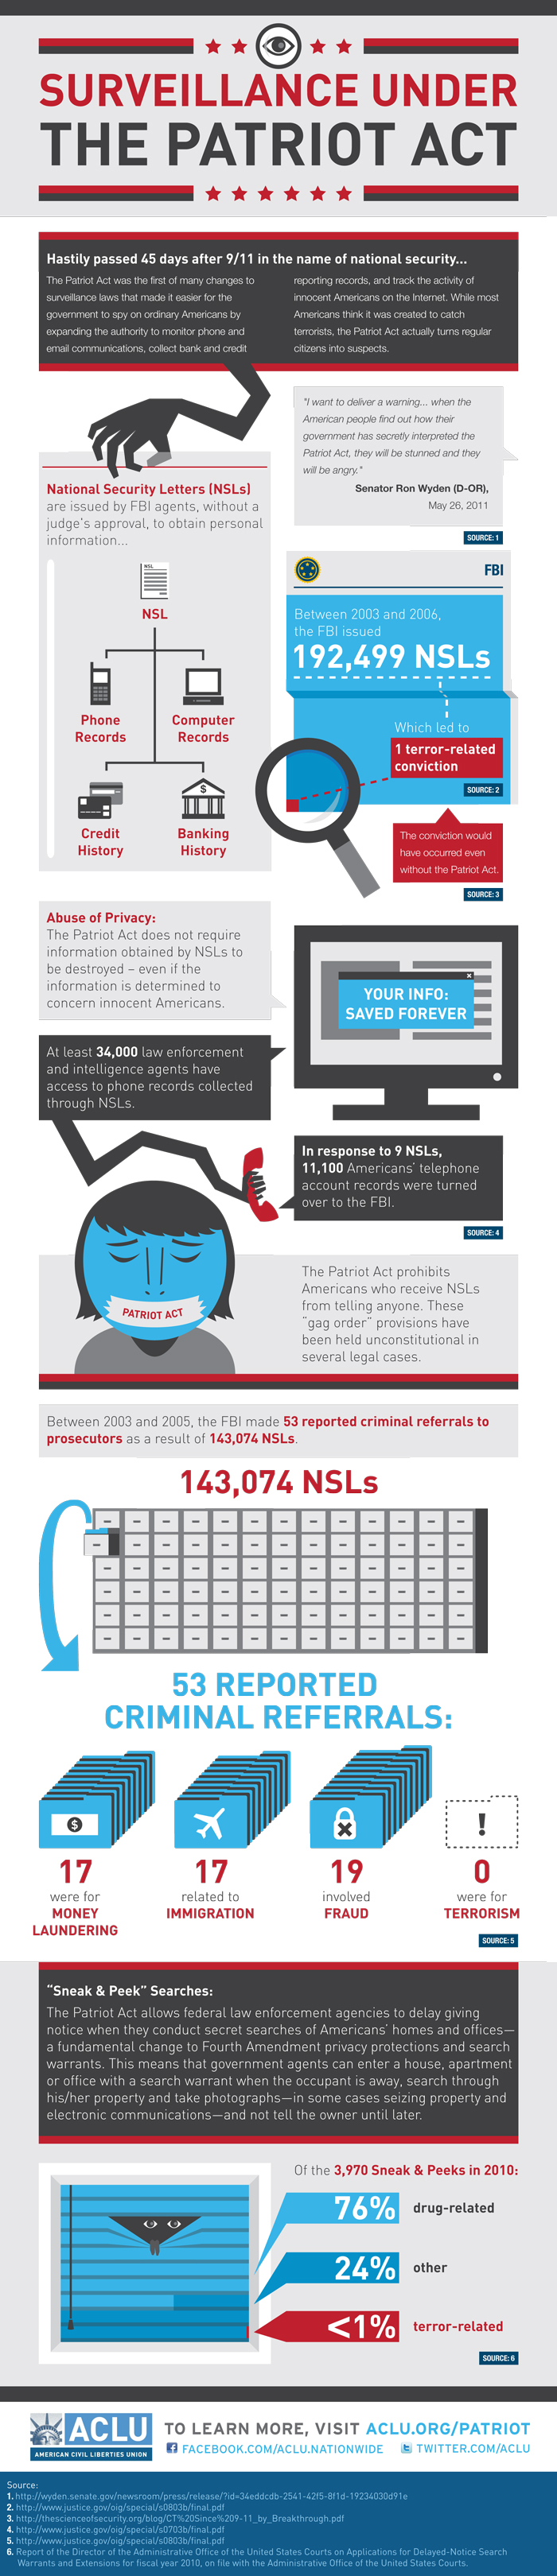 SURVEILLANCE UNDER
THE PATRIOT ACT
Hastily passed 45 days after 9/11 in the name of national security...
The Patriot Act was the first of many changes to
surveillance laws that made it easier for the
government to spy on ordinary Americans by
expanding the authority to monitor phone and
email communications, collect bank and credit
reporting records, and track the activity of
innocent Americans on the Internet. While most
Americans think it was created to catch
terrorists, the Patriot Act actually turns regular
citizens into suspects.
"I want to deliver a warning... when the
American people find out how their
government has secretly interpreted the
Patriot Act, they will be stunned and they
will be angry."
Senator Ron Wyden (D-OR),
May 26, 2011
SOURCE: 1
National Security Letters (NSLs)
are issued by FBI agents, without a
judge's approval, to obtain personal
information...
NSL
NSL
Phone
Records
Computer
Records
Credit
History
$
Banking
History
FBI
Between 2003 and 2006,
the FBI issued
192,499 NSLs
Which led to
1 terror-related
conviction
SOURCE: 2
The conviction would
have occurred even
without the Patriot Act.
SOURCE: 3
Abuse of Privacy:
The Patriot Act does not require
information obtained by NSLs to
be destroyed – even if the
information is determined to
concern innocent Americans.
YOUR INFO:
SAVED FOREVER
At least 34,000 law enforcement
and intelligence agents have
access to phone records collected
through NSLs.
In response to 9 NSLs,
11,100 Americans' telephone
account records were turned
over to the FBI.
SOURCE: 4
PATRIOT ACT
The Patriot Act prohibits
Americans who receive NSLs
from telling anyone. These
"gag order" provisions have
been held unconstitutional in
several legal cases.
Between 2003 and 2005, the FBI made 53 reported criminal referrals to
prosecutors as a result of 143,074 NSLs.
143,074 NSLs
53 REPORTED
CRIMINAL REFERRALS:
$
17
were for
MONEY
LAUNDERING
17
related to
IMMIGRATION
19
involved
FRAUD
!
0
were for
TERRORISM
SOURCE: 5
"Sneak & Peek" Searches:
The Patriot Act allows federal law enforcement agencies to delay giving
notice when they conduct secret searches of Americans' homes and offices—
a fundamental change to Fourth Amendment privacy protections and search
warrants. This means that government agents can enter a house, apartment
or office with a search warrant when the occupant is away, search through
his/her property and take photographs—in some cases seizing property and
electronic communications—and not tell the owner until later.
Of the 3,970 Sneak & Peeks in 2010:
76% drug-related
24% other
<1% terror-related
SOURCE: 6
ACLU
AMERICAN CIVIL LIBERTIES UNION
TO LEARN MORE, VISIT ACLU.ORG/PATRIOT
FACEBOOK.COM/ACLU.NATIONWIDE
TWITTER.COM/ACLU
Source:
1. http://wyden.senate.gov/newsroom/press/release/?id=34eddcdb-2541-42f5-8f1d-19234030d91e
2. http://www.justice.gov/oig/special/s0803b/final.pdf
3. http://thescienceofsecurity.org/blog/CT%20Since%209-11_by_Breakthrough.pdf
4. http://www.justice.gov/oig/special/s0703b/final.pdf
5. http://www.justice.gov/oig/special/s0803b/final.pdf
6. Report of the Director of the Administrative Office of the United States Courts on Applications for Delayed-Notice Search
Warrants and Extensions for fiscal year 2010, on file with the Administrative Office of the United States Courts.